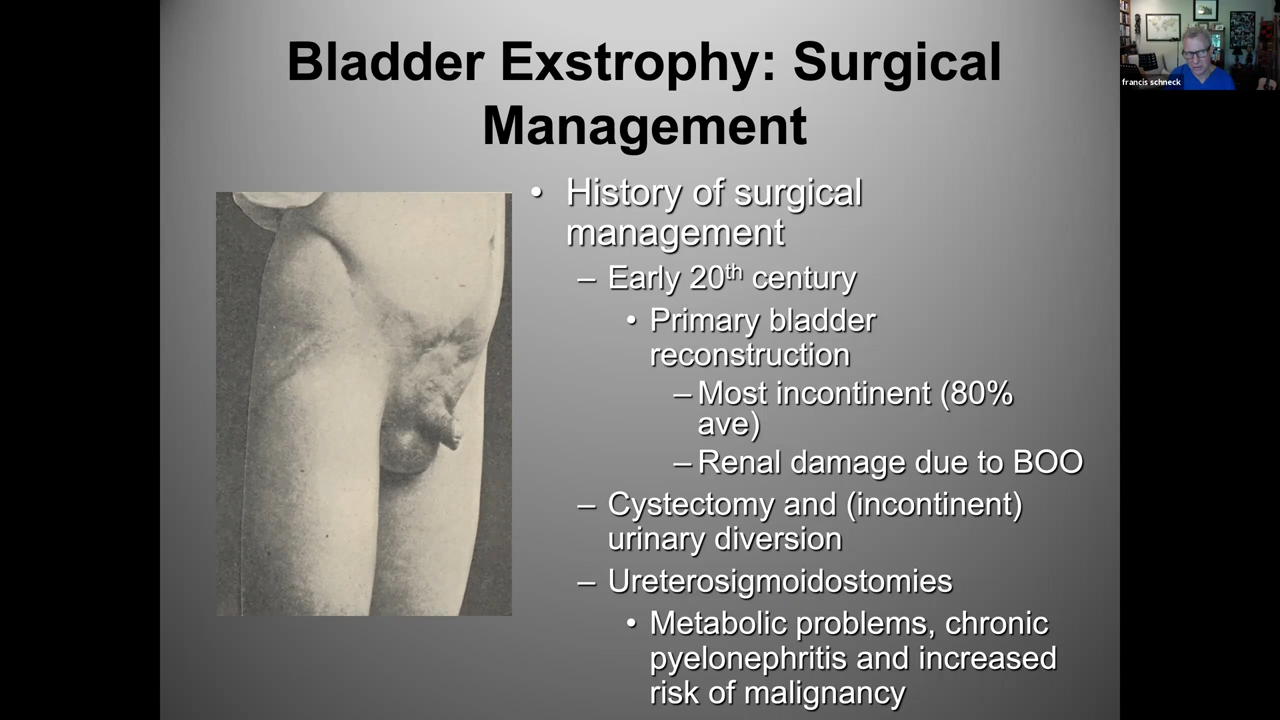 Bladder Exstrophy: Surgical
Management
francis schneck
• History of surgical
management
– Early 20th century
• Primary bladder
reconstruction
– Most incontinent (80%
ave)
– Renal damage due to BOO
– Cystectomy and (incontinent)
urinary diversion
– Ureterosigmoidostomies
• Metabolic problems, chronic
pyelonephritis and increased
risk of malignancy